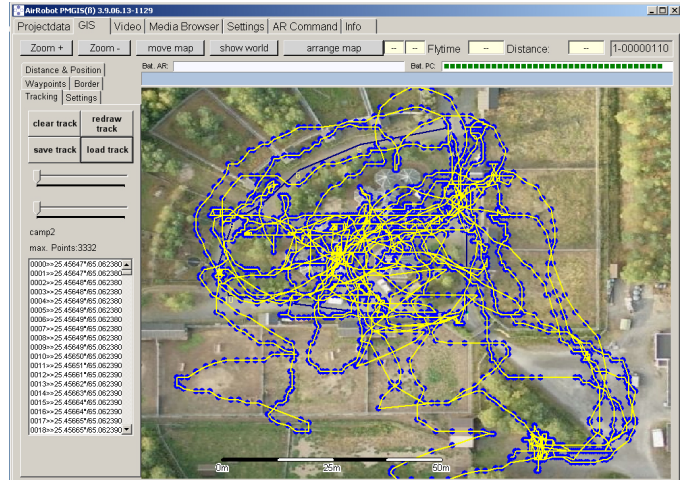 AirRobot PMGIS(8) 3.9.06.13-1129
Projectdata GIS Video Media Browser Settings AR Command Info
Zoom + Zoom - move map show world arrange map -- -- Flytime -- Distance: -- 1-00000110
Distance & Position
Waypoints Border
Tracking Settings
Bat. AR: Bat. PC:
clear track redraw track
save track load track
camp2
max. Points:3332
0000>>25.45647*/65.062380
0001>>25.45647*/65.062380
0002>>25.45648*/65.062380
0003>>25.45648*/65.062380
0004>>25.45649*/65.062380
0005>>25.45649*/65.062380
0006>>25.45649*/65.062380
0007>>25.45649*/65.062380
0008>>25.45649*/65.062380
0009>>25.45649*/65.062380
0010>>25.45650*/65.062390
0011>>25.45651*/65.062390
0012>>25.45661*/65.062390
0013>>25.45662*/65.062390
0014>>25.45663*/65.062390
0015>>25.45664*/65.062390
0016>>25.45664*/65.062390
0017>>25.45665*/65.062390
0018>>25.45665*/65.062390
0m 25m 50m